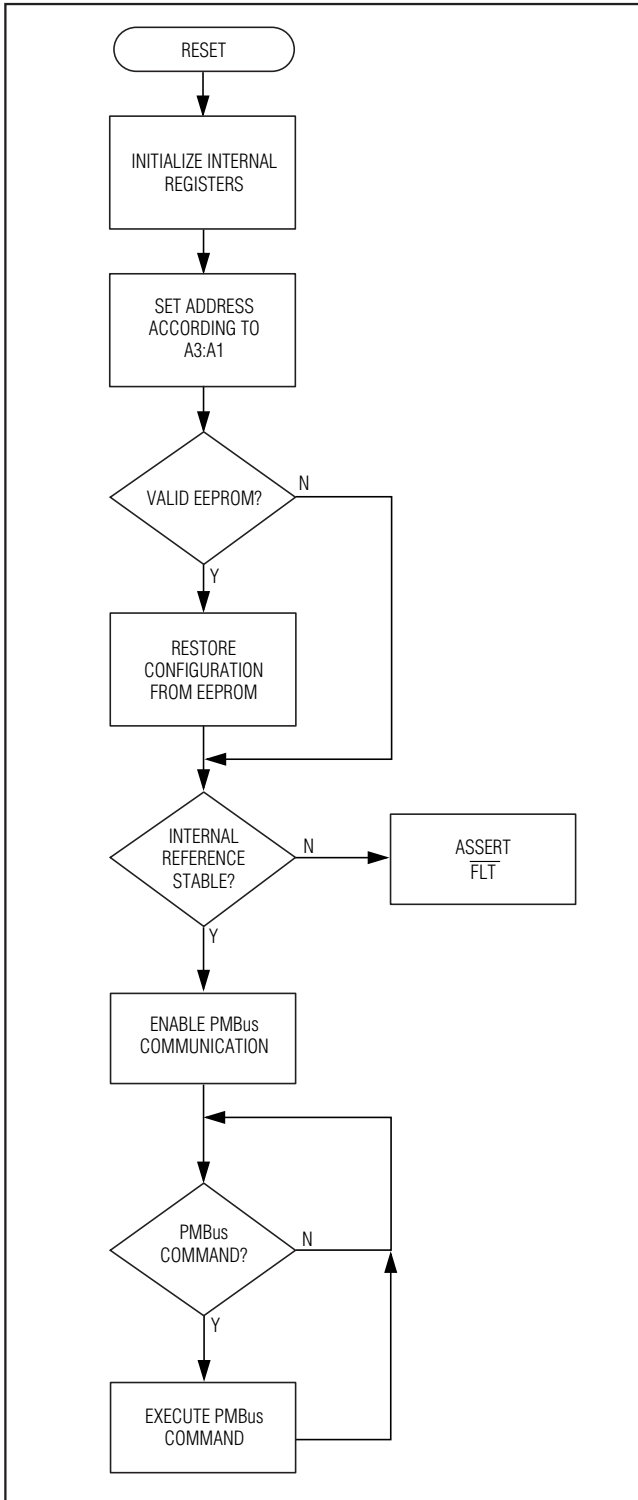 RESET
INITIALIZE INTERNAL
REGISTERS
SET ADDRESS
ACCORDING TO
A3:A1
VALID EEPROM?
N
Y
RESTORE
CONFIGURATION
FROM EEPROM
INTERNAL
REFERENCE
STABLE?
N
ASSERT
FLT
Y
ENABLE PMBus
COMMUNICATION
PMBus
COMMAND?
N
Y
EXECUTE PMBus
COMMAND